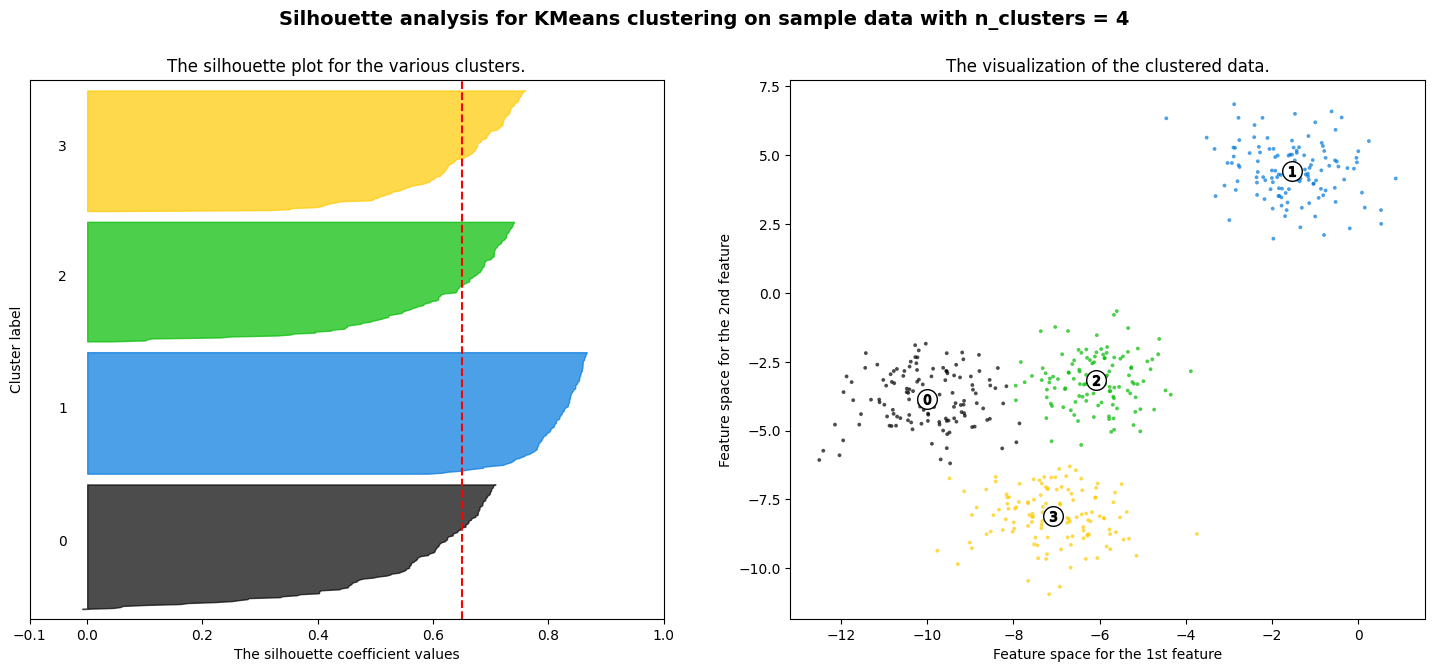 Silhouette analysis for KMeans clustering on sample data with n_clusters = 4
The silhouette plot for the various clusters.
3
2
1
0
Cluster label
−0.1 0.0 0.2 0.4 0.6 0.8 1.0
The silhouette coefficient values
The visualization of the clustered data.
7.5
5.0
2.5
0.0
−2.5
−5.0
−7.5
−10.0
Feature space for the 2nd feature
1
2
0
3
−12 −10 −8 −6 −4 −2 0
Feature space for the 1st feature